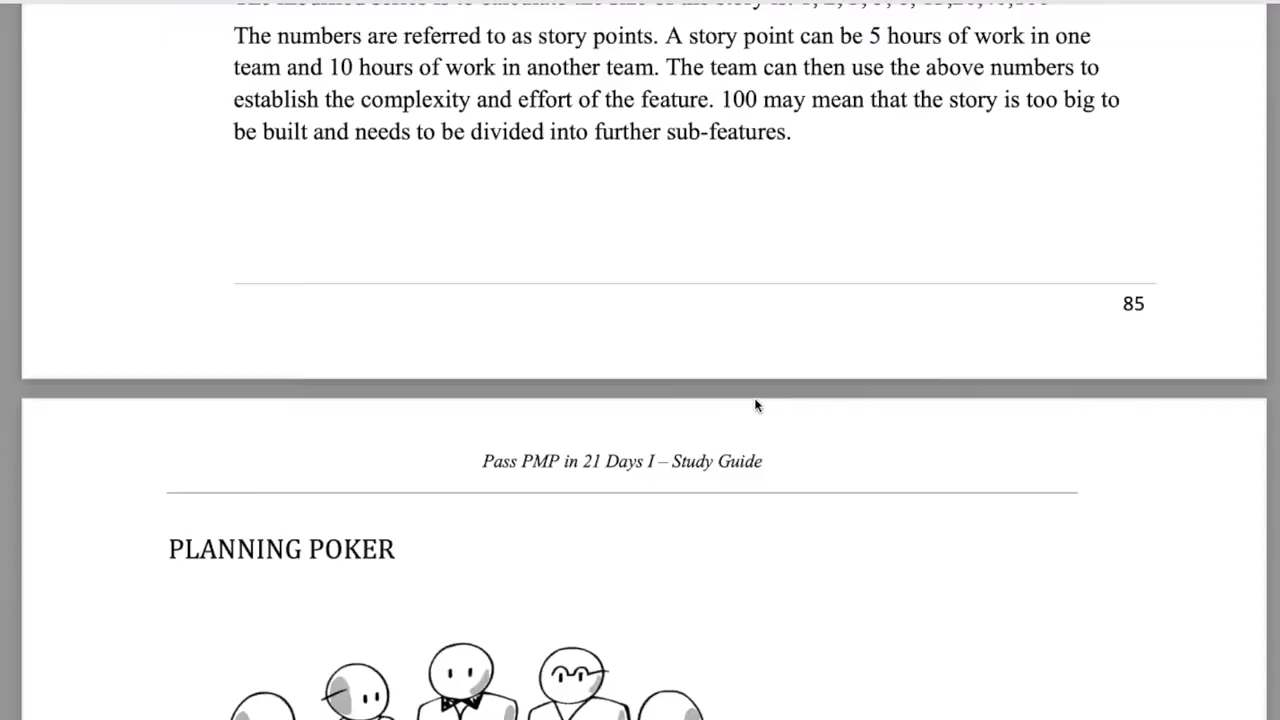 The numbers are referred to as story points. A story point can be 5 hours of work in one
team and 10 hours of work in another team. The team can then use the above numbers to
establish the complexity and effort of the feature. 100 may mean that the story is too big to
be built and needs to be divided into further sub-features.
85
Pass PMP in 21 Days I – Study Guide
PLANNING POKER